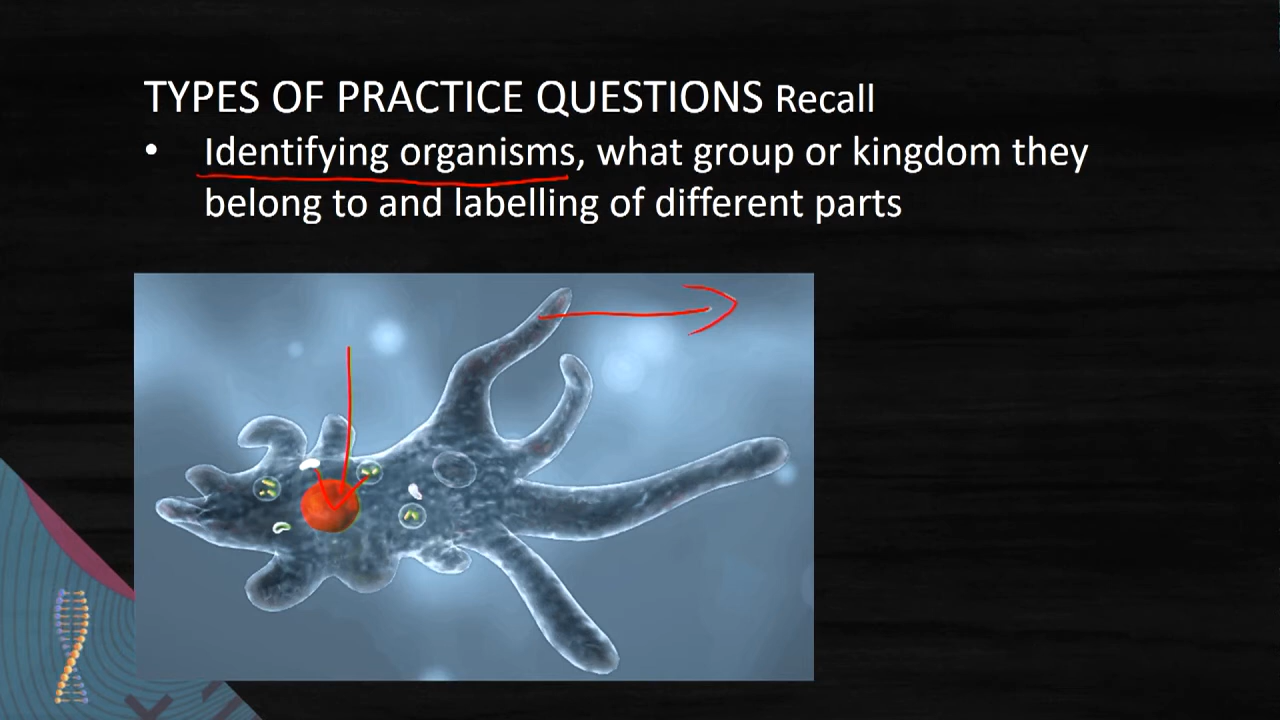 TYPES OF PRACTICE QUESTIONS Recall
• Identifying organisms, what group or kingdom they
belong to and labelling of different parts